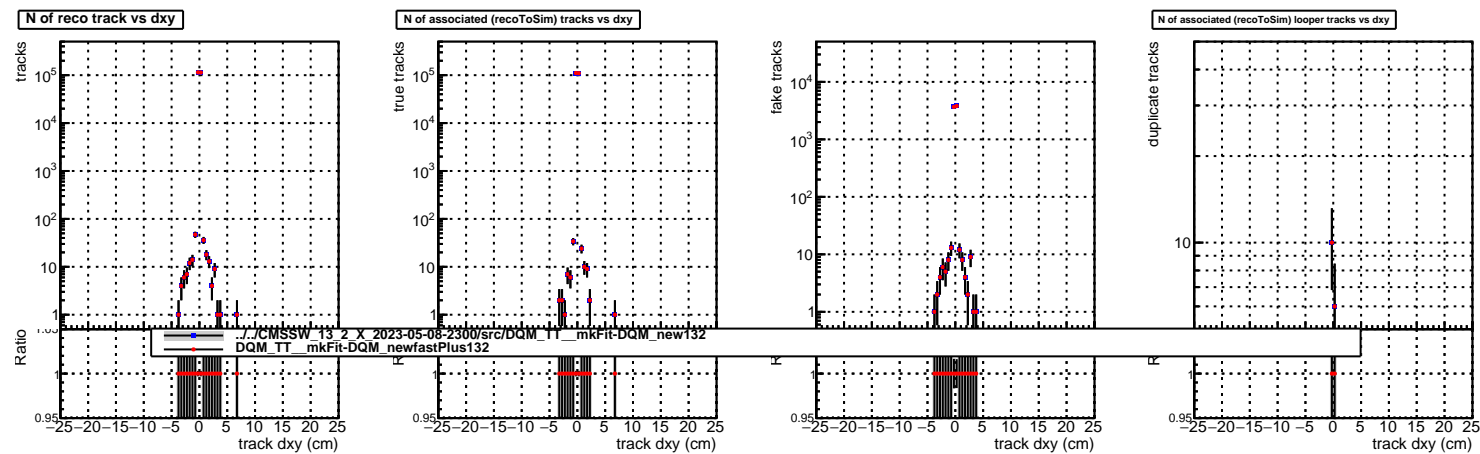 N of reco track vs dxy
N of associated (recoToSim) tracks vs dxy
N of associated (recoToSim) looper tracks vs dxy
tracks
10^5
10^4
10^3
10^2
10
1
Ratio
1.05
1
0.95
−25−20−15−10−5 0 5 10 15 20 25
track dxy (cm)
true tracks
10^5
10^4
10^3
10^2
10
1
1
0.95
−25−20−15−10−5 0 5 10 15 20 25
track dxy (cm)
fake tracks
10^4
10^3
10^2
10
1
1
0.95
−25−20−15−10−5 0 5 10 15 20 25
track dxy (cm)
duplicate tracks
10
1
0.95
−25−20−15−10−5 0 5 10 15 20 25
track dxy (cm)
../../CMSSW_13_2_X_2023-05-08-2300/src/DQM_TT__mkFit-DQM_new132
DQM_TT__mkFit-DQM_newfastPlus132